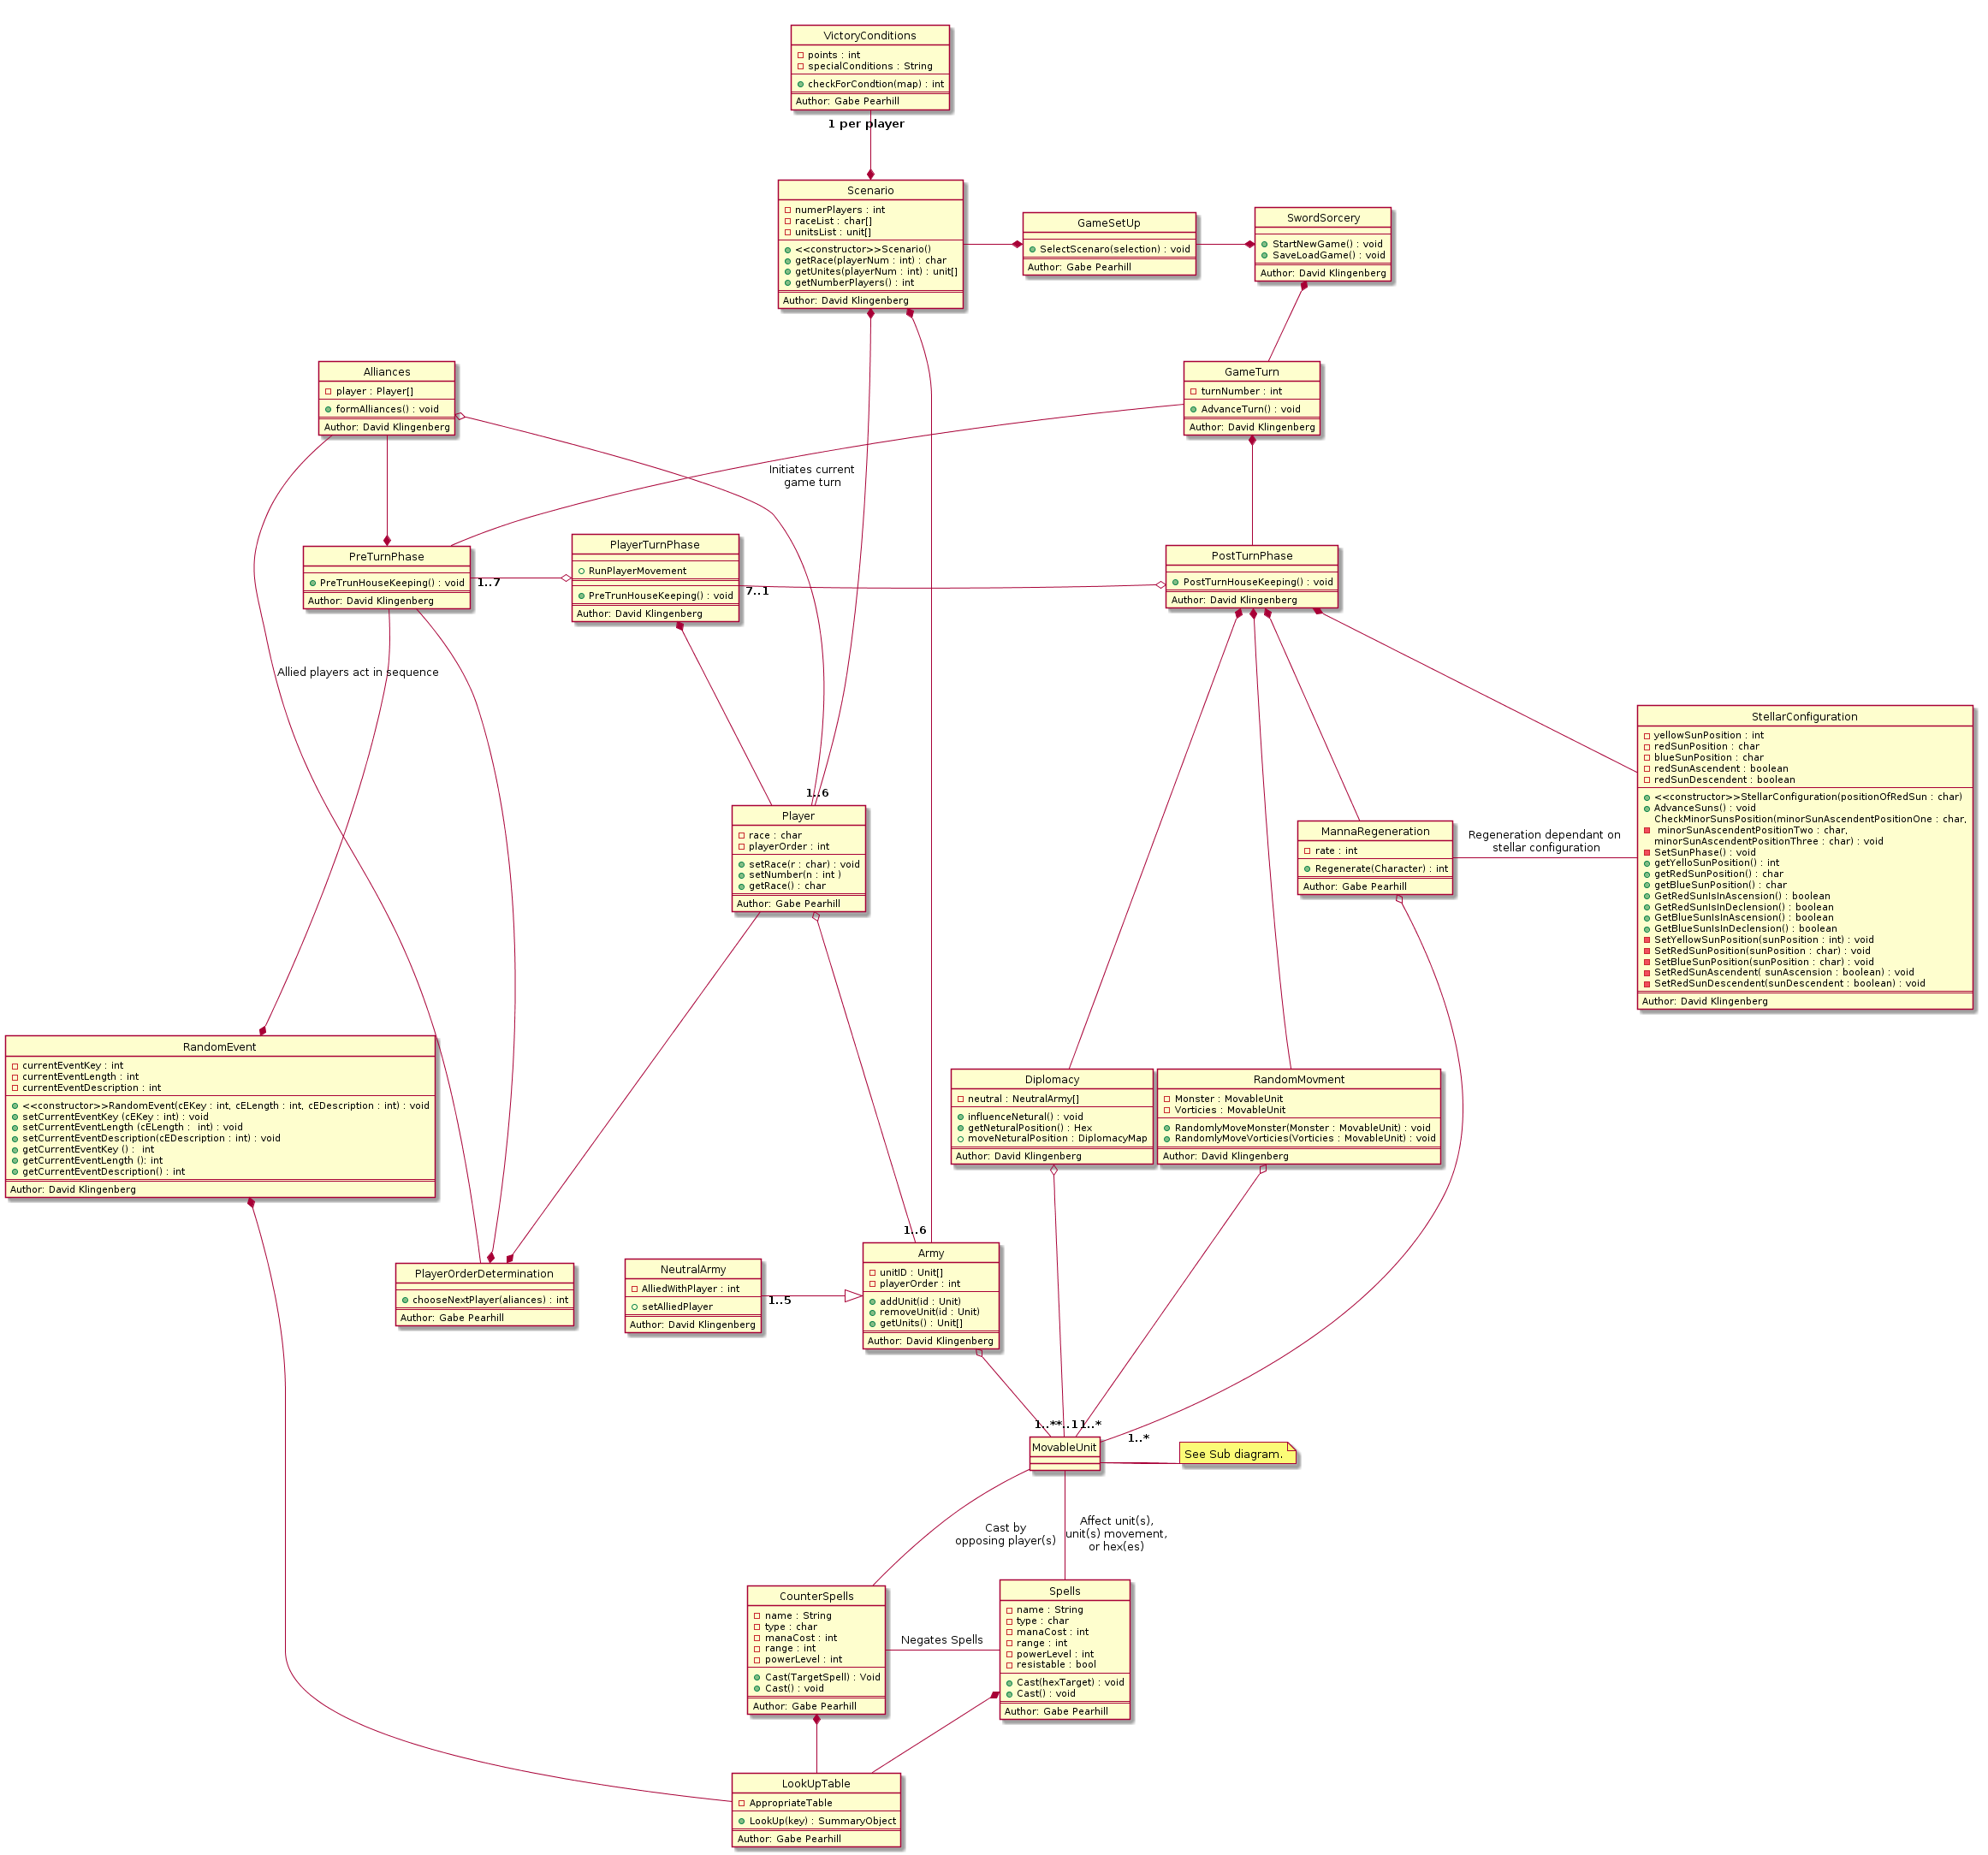 VictoryConditions
points : int
specialConditions : String
checkForCondtion(map) : int
Author: Gabe Pearhill
1 per player
Scenario
numerPlayers : int
raceList : char[]
unitsList : unit[]
<<constructor>>Scenario()
getRace(playerNum : int) : char
getUnites(playerNum : int) : unit[]
getNumberPlayers() : int
Author: David Klingenberg
GameSetUp
SelectScenaro(selection) : void
Author: Gabe Pearhill
SwordSorcery
StartNewGame() : void
SaveLoadGame() : void
Author: David Klingenberg
Alliances
player : Player[]
formAlliances() : void
Author: David Klingenberg
GameTurn
turnNumber : int
AdvanceTurn() : void
Author: David Klingenberg
Initiates current
game turn
PreTurnPhase
PreTrunHouseKeeping() : void
Author: David Klingenberg
1..7
PlayerTurnPhase
RunPlayerMovement
PreTrunHouseKeeping() : void
Author: David Klingenberg
7..1
PostTurnPhase
PostTurnHouseKeeping() : void
Author: David Klingenberg
Allied players act in sequence
StellarConfiguration
yellowSunPosition : int
redSunPosition : char
blueSunPosition : char
redSunAscendent : boolean
redSunDescendent : boolean
<<constructor>>StellarConfiguration(positionOfRedSun : char)
AdvanceSuns() : void
CheckMinorSunsPosition(minorSunAscendentPositionOne : char,
minorSunAscendentPositionTwo : char,
minorSunAscendentPositionThree : char) : void
SetSunPhase() : void
getYelloSunPosition() : int
getRedSunPosition() : char
getBlueSunPosition() : char
GetRedSunIsInAscension() : boolean
GetRedSunIsInDeclension() : boolean
GetBlueSunIsInAscension() : boolean
GetBlueSunIsInDeclension() : boolean
SetYellowSunPosition(sunPosition : int) : void
SetRedSunPosition(sunPosition : char) : void
SetBlueSunPosition(sunPosition : char) : void
SetRedSunAscendent( sunAscension : boolean) : void
SetRedSunDescendent(sunDescendent : boolean) : void
Author: David Klingenberg
1..6
Player
race : char
playerOrder : int
setRace(r : char) : void
setNumber(n : int )
getRace() : char
Author: Gabe Pearhill
MannaRegeneration
rate : int
Regenerate(Character) : int
Author: Gabe Pearhill
Regeneration dependant on
stellar configuration
RandomEvent
currentEventKey : int
currentEventLength : int
currentEventDescription : int
<<constructor>>RandomEvent(cEKey : int, cELength : int, cEDescription : int) : void
setCurrentEventKey (cEKey : int) : void
setCurrentEventLength (cELength :  int) : void
setCurrentEventDescription(cEDescription : int) : void
getCurrentEventKey () :  int
getCurrentEventLength (): int
getCurrentEventDescription() : int
Author: David Klingenberg
Diplomacy
neutral : NeutralArmy[]
influenceNetural() : void
getNeturalPosition() : Hex
moveNeturalPosition : DiplomacyMap
Author: David Klingenberg
RandomMovment
Monster : MovableUnit
Vorticies : MovableUnit
RandomlyMoveMonster(Monster : MovableUnit) : void
RandomlyMoveVorticies(Vorticies : MovableUnit) : void
Author: David Klingenberg
PlayerOrderDetermination
chooseNextPlayer(aliances) : int
Author: Gabe Pearhill
NeutralArmy
AlliedWithPlayer : int
setAlliedPlayer
Author: David Klingenberg
1..5
1..6
Army
unitID : Unit[]
playerOrder : int
addUnit(id : Unit)
removeUnit(id : Unit)
getUnits() : Unit[]
Author: David Klingenberg
1..*
*..1
1..*
1..*
MovableUnit
See Sub diagram.
Cast by
opposing player(s)
Affect unit(s),
unit(s) movement,
or hex(es)
CounterSpells
name : String
type : char
manaCost : int
range : int
powerLevel : int
Cast(TargetSpell) : Void
Cast() : void
Author: Gabe Pearhill
Negates Spells
Spells
name : String
type : char
manaCost : int
range : int
powerLevel : int
resistable : bool
Cast(hexTarget) : void
Cast() : void
Author: Gabe Pearhill
LookUpTable
AppropriateTable
LookUp(key) : SummaryObject
Author: Gabe Pearhill